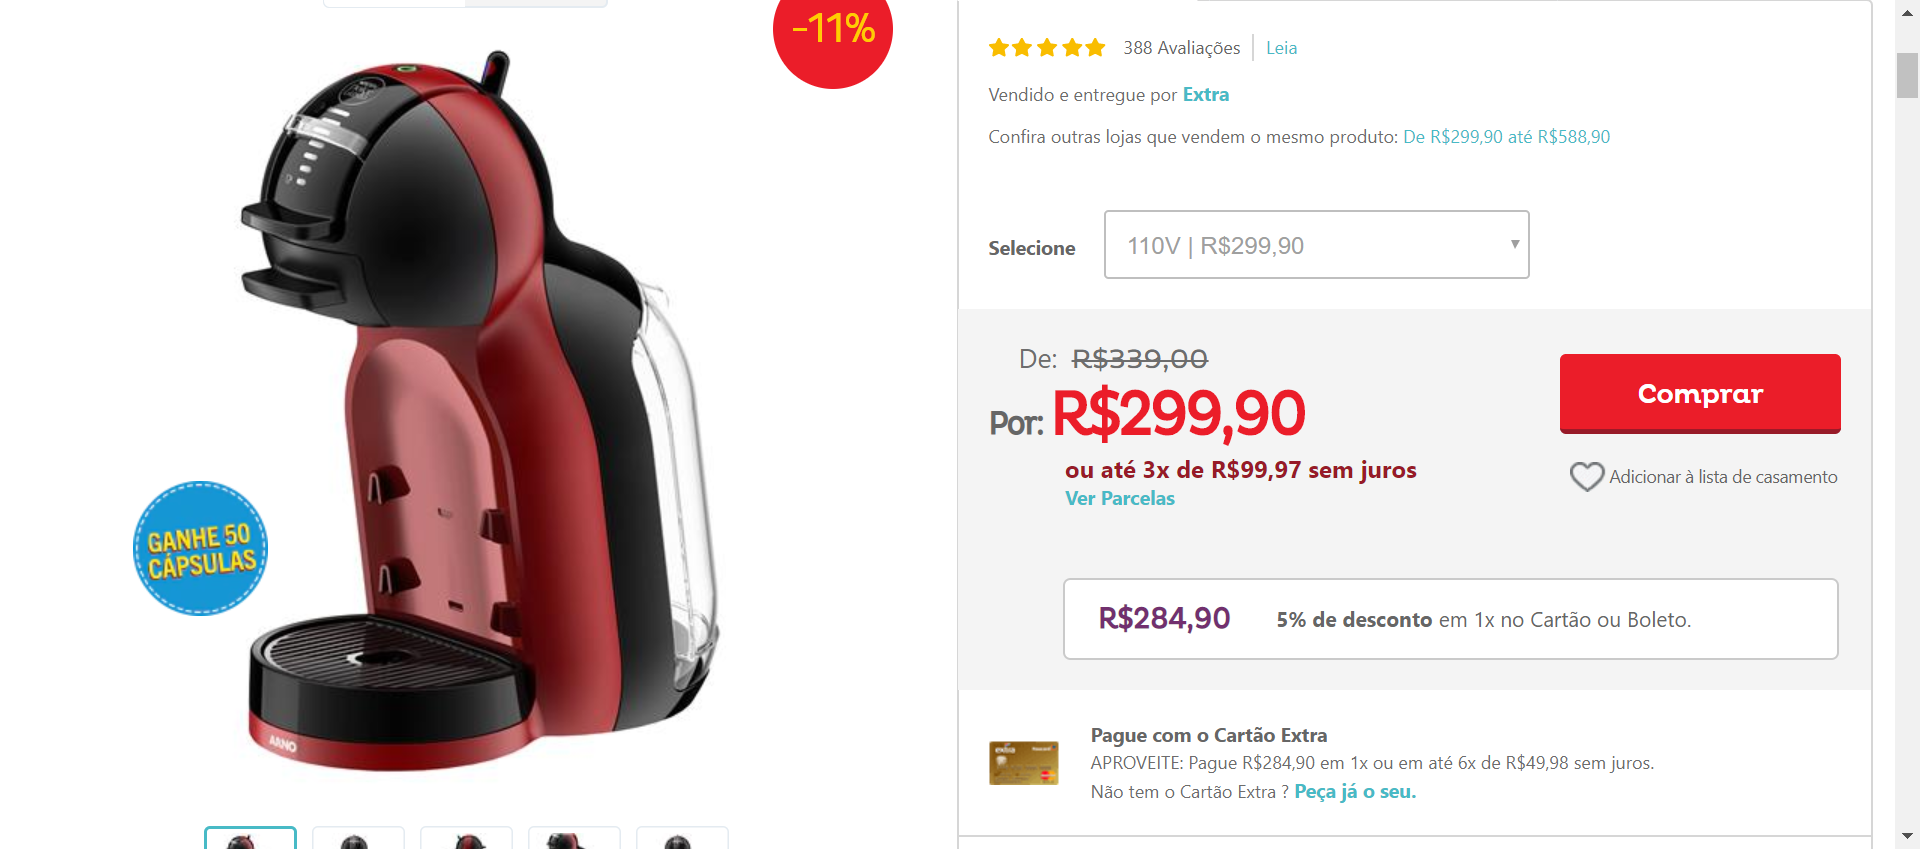 -11%
GANHE 50
CÁPSULAS
ARNO
388 Avaliações
Leia
Vendido e entregue por Extra
Confira outras lojas que vendem o mesmo produto: De R$299,90 até R$588,90
Selecione
110V | R$299,90
De: R$339,00
Por: R$299,90
ou até 3x de R$99,97 sem juros
Ver Parcelas
Comprar
Adicionar à lista de casamento
R$284,90
5% de desconto em 1x no Cartão ou Boleto.
extra
Pague com o Cartão Extra
APROVEITE: Pague R$284,90 em 1x ou em até 6x de R$49,98 sem juros.
Não tem o Cartão Extra ? Peça já o seu.